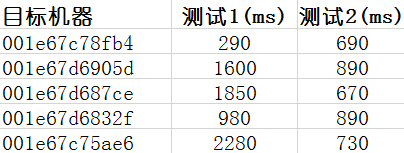 目标机器 测试1(ms) 测试2(ms)
001e67c78fb4 290 690
001e67d6905d 1600 890
001e67d687ce 1850 670
001e67d6832f 980 890
001e67c75ae6 2280 730